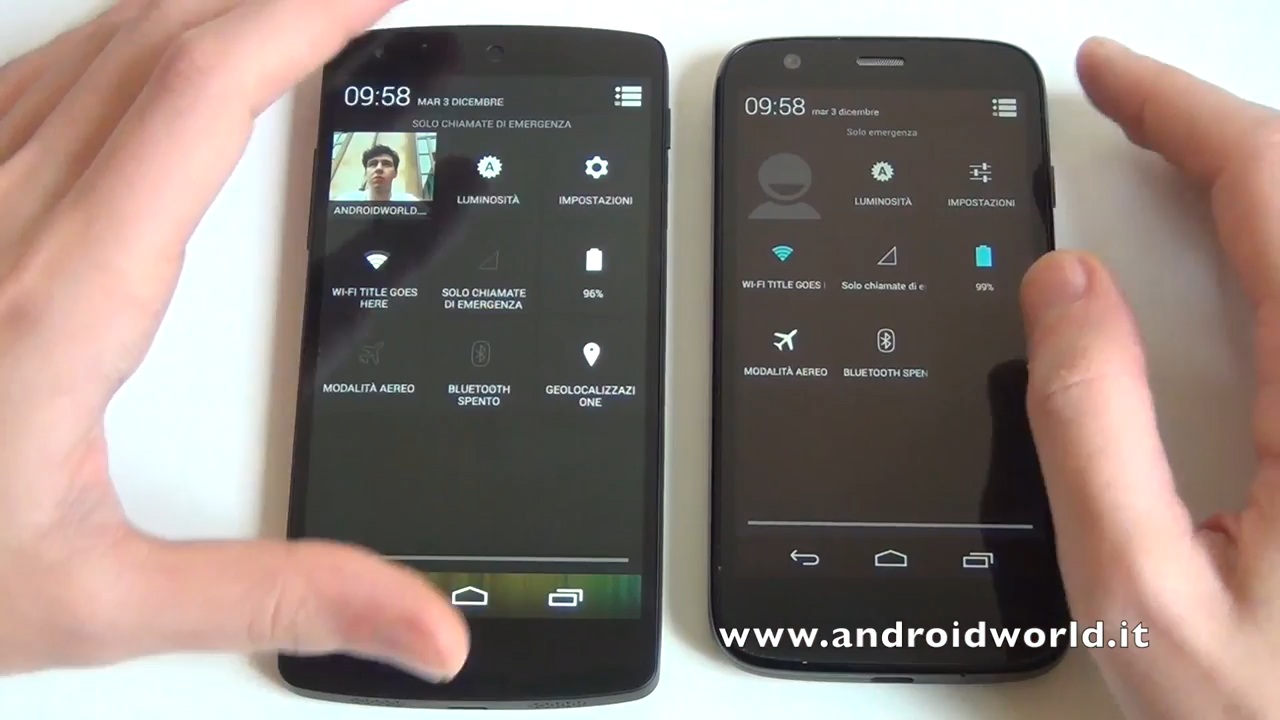 09:58 MAR 3 DICEMBRE
SOLO CHIAMATE DI EMERGENZA
A
ANDROIDWORLD....
LUMINOSITÀ
IMPOSTAZIONI
WI-FI TITLE GOES
HERE
SOLO CHIAMATE
DI EMERGENZA
96%
MODALITÀ AEREO
BLUETOOTH
SPENTO
GEOLOCALIZZAZI
ONE
09:58 mar 3 dicembre
Solo emergenza
A
LUMINOSITÀ
IMPOSTAZIONI
WI-FI TITLE GOES
Solo chiamate di e
99%
MODALITÀ AEREO
BLUETOOTH SPEN
www.androidworld.it